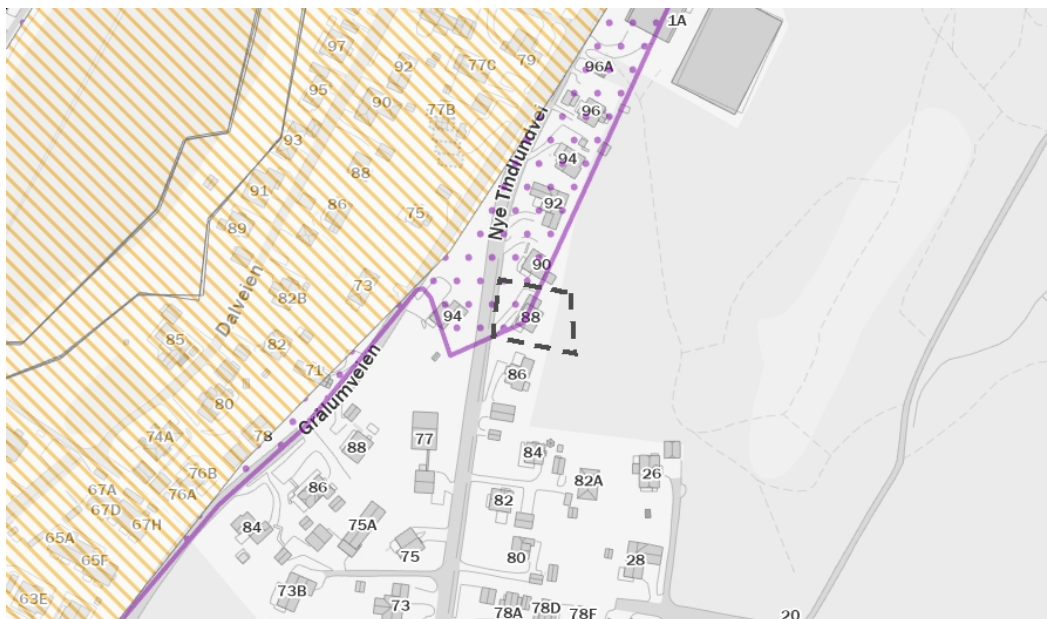 1A
97
92
77C
79
96A
95
90
77B
96
93
88
94
91
86
75
92
89
Nye Tindlundvei
90
Dalveien
82B
73
94
88
85
82
71
86
80
Grålumveien
74A
78
88
77
84
76B
67A
76A
86
82A
26
67D
67H
84
75A
82
65A
75
80
65F
28
63E
73B
73
78A
78D
78F
20